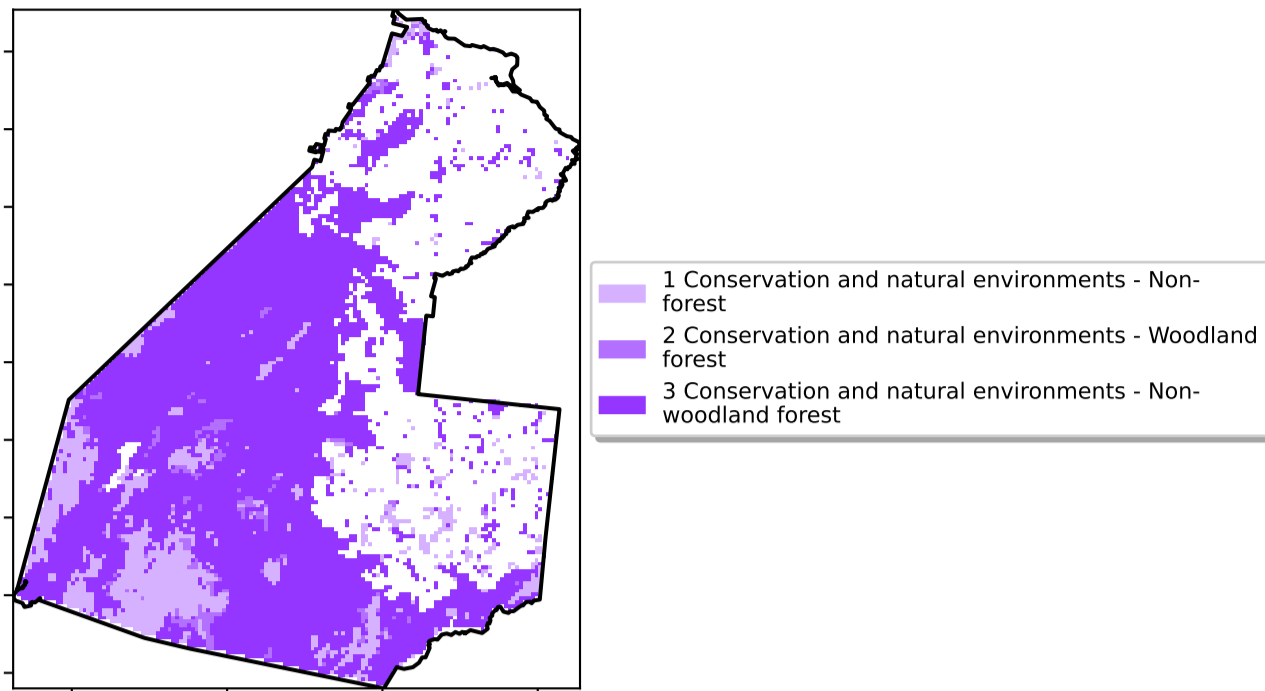 1 Conservation and natural environments - Non-
forest
2 Conservation and natural environments - Woodland
forest
3 Conservation and natural environments - Non-
woodland forest